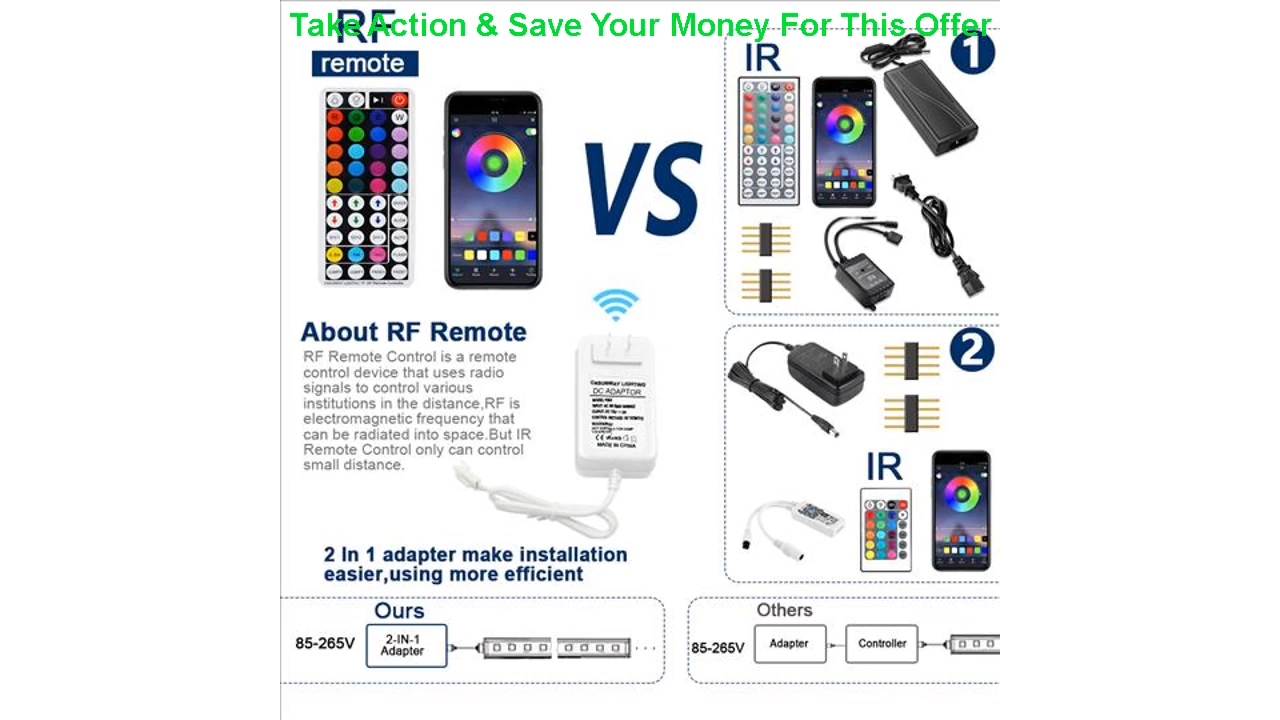 Take Action & Save Your Money For This Offer
RF
remote
VS
IR
1
About RF Remote
RF Remote Control is a remote
control device that uses radio
signals to control various
institutions in the distance,RF is
electromagnetic frequency that
can be radiated into space.But IR
Remote Control only can control
small distance.
DC ADAPTOR
MADE IN CHINA
2
IR
2 In 1 adapter make installation
easier,using more efficient
Ours
85-265V
2-IN-1
Adapter
Others
85-265V
Adapter
Controller